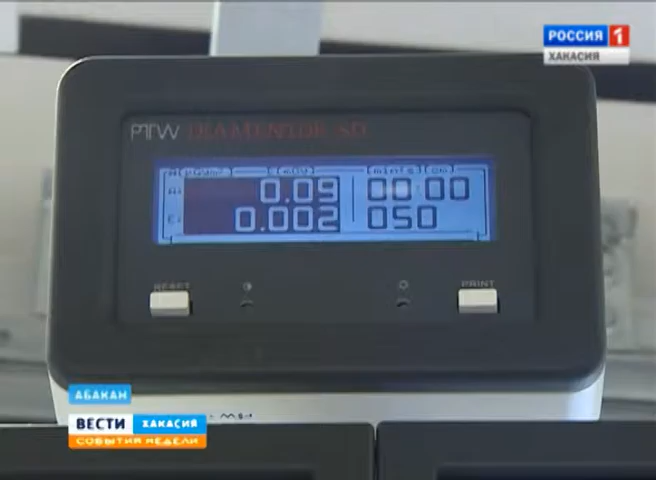 РОССИЯ 1
ХАКАСИЯ
PTW DIAMENTOR SD
0.09 00:00
0.002 050
RESET PRINT
АБАКАН
ВЕСТИ ХАКАСИЯ
СОБЫТИЯ НЕДЕЛИ